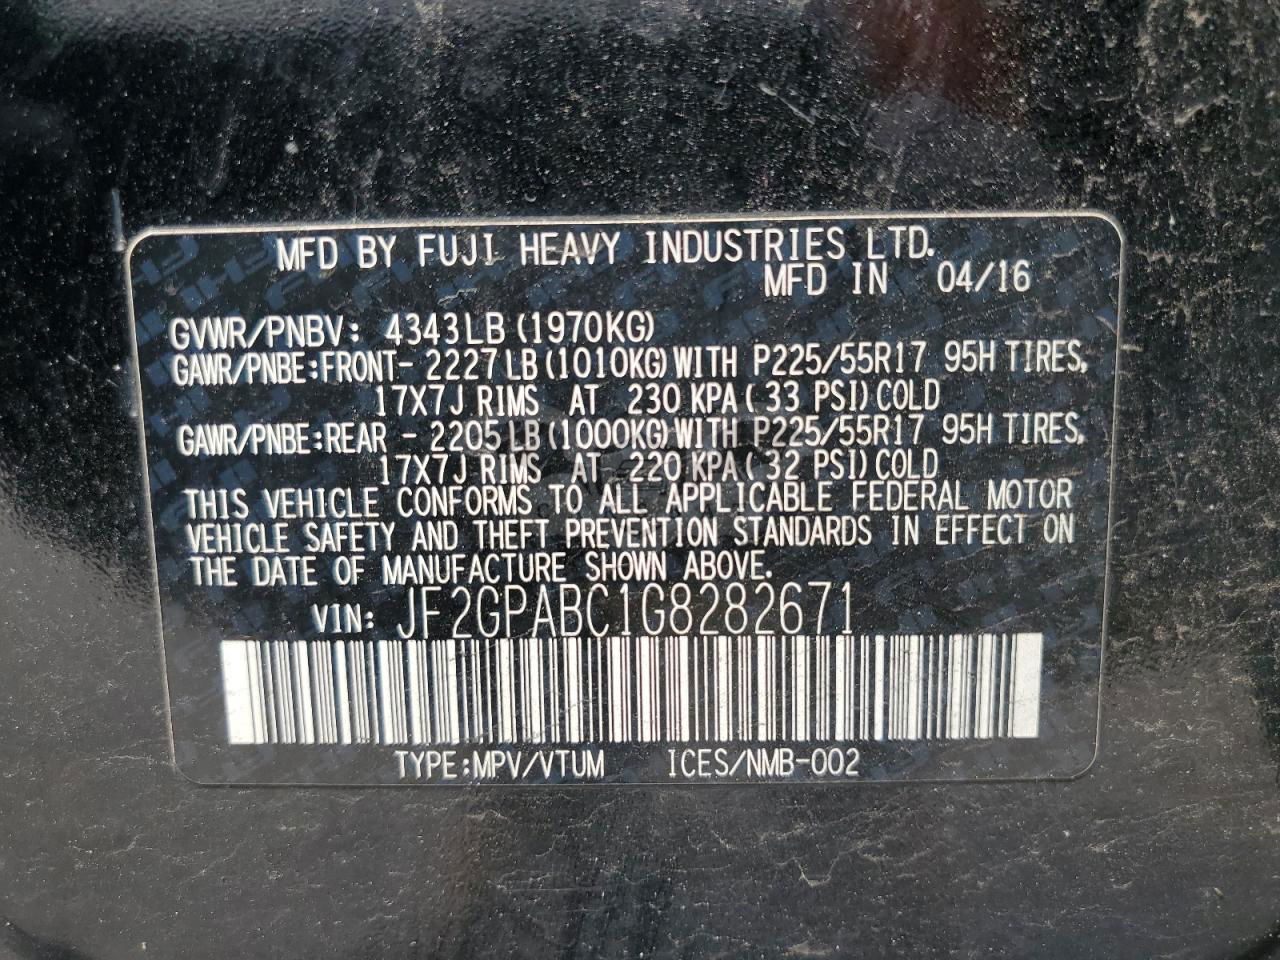 MFD BY FUJI HEAVY INDUSTRIES LTD.
MFD IN 04/16
GVWR/PNBV: 4343LB (1970KG)
GAWR/PNBE:FRONT- 2227LB (1010KG) WITH P225/55R17 95H TIRES,
17X7J RIMS AT 230 KPA( 33 PSI) COLD
GAWR/PNBE:REAR - 2205LB (1000KG) WITH P225/55R17 95H TIRES,
17X7J RIMS AT 220 KPA( 32 PSI) COLD
THIS VEHICLE CONFORMS TO ALL APPLICABLE FEDERAL MOTOR
VEHICLE SAFETY AND THEFT PREVENTION STANDARDS IN EFFECT ON
THE DATE OF MANUFACTURE SHOWN ABOVE.
VIN: JF2GPABC1G8282671
TYPE:MPV/VTUM ICES/NMB-002